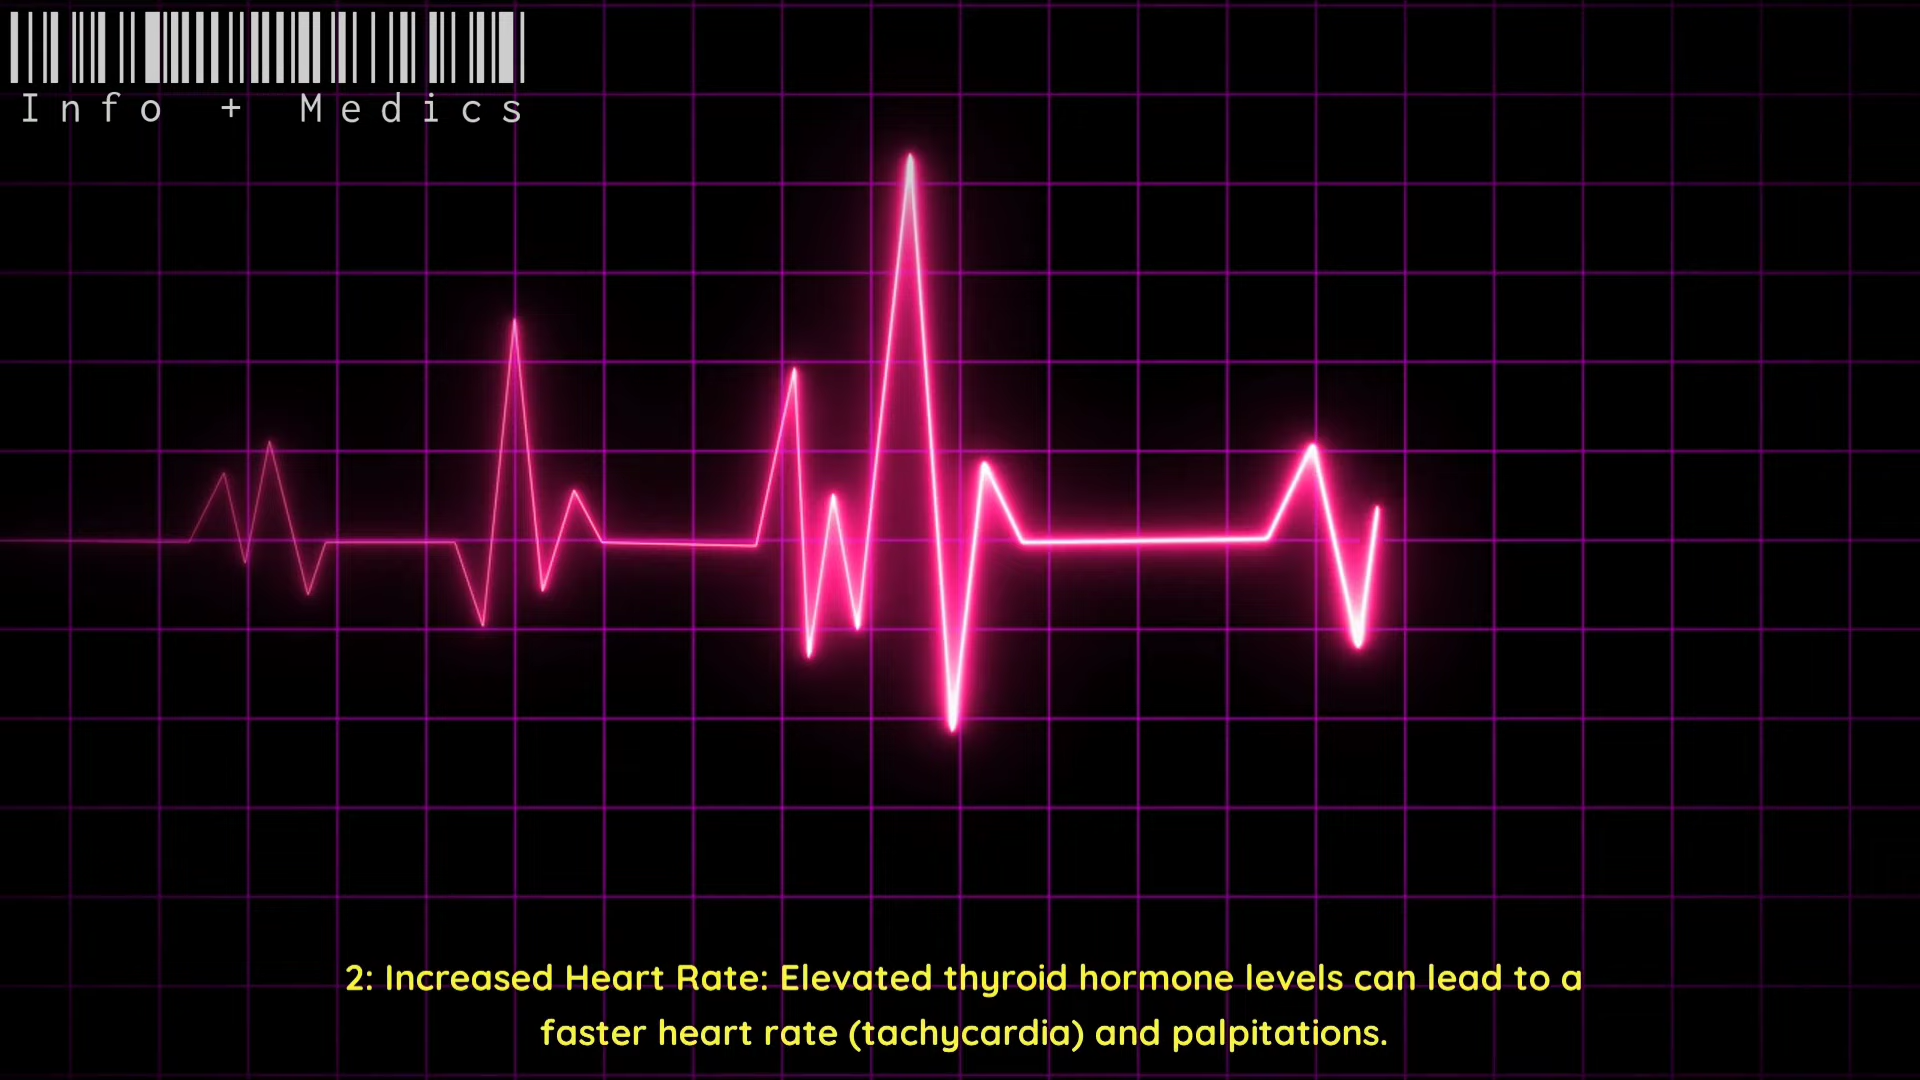 Info + Medics
2: Increased Heart Rate: Elevated thyroid hormone levels can lead to a
faster heart rate (tachycardia) and palpitations.